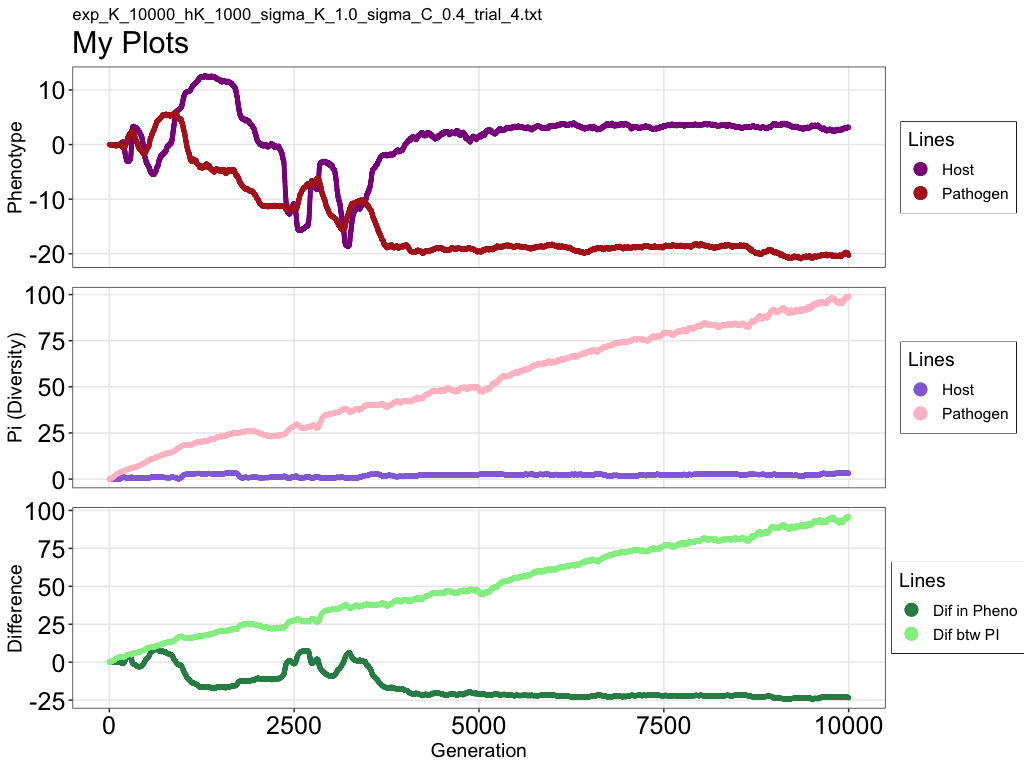 exp_K_10000_hK_1000_sigma_K_1.0_sigma_C_0.4_trial_4.txt
My Plots
Phenotype
10
0
-10
-20
Lines
Host
Pathogen
Pi (Diversity)
100
75
50
25
0
Lines
Host
Pathogen
Difference
100
75
50
25
0
-25
Lines
Dif in Pheno
Dif btw PI
0
2500
5000
7500
10000
Generation